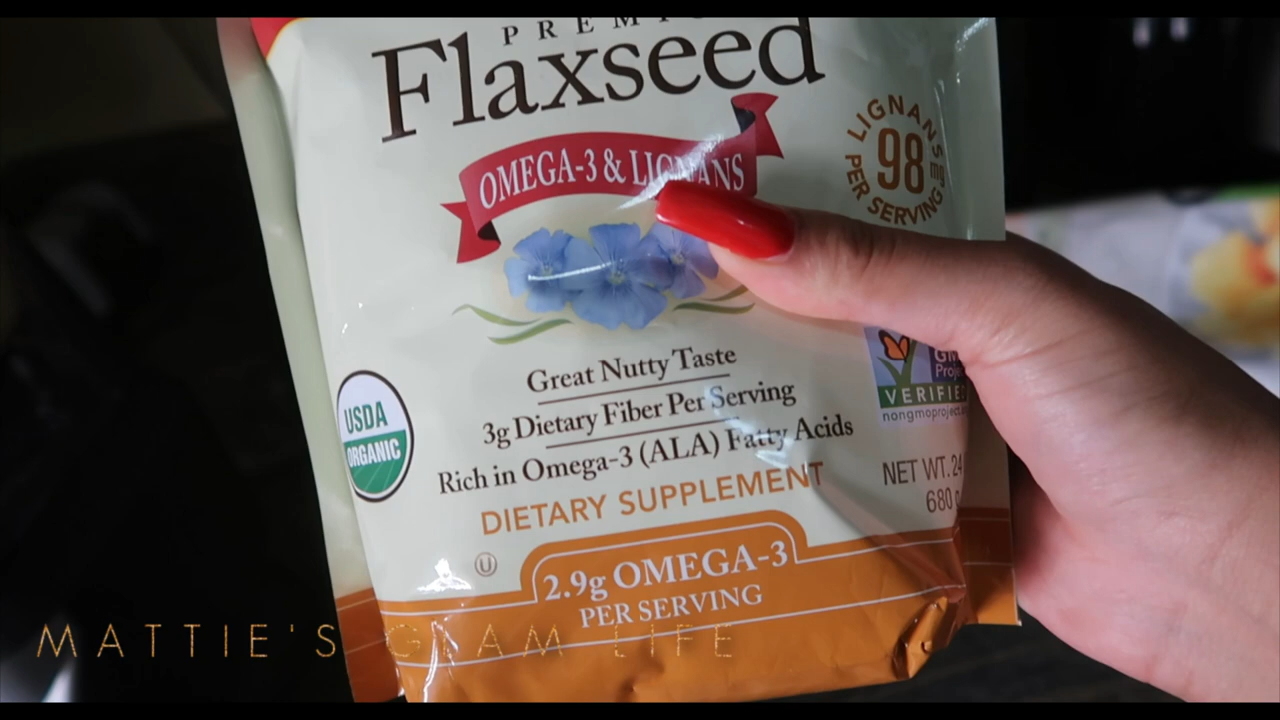 Flaxseed
OMEGA-3 & LIGNANS
LIGNANS
98 mg
PER SERVING
Great Nutty Taste
3g Dietary Fiber Per Serving
Rich in Omega-3 (ALA) Fatty Acids
USDA
ORGANIC
VERIFIED
nongmoproject.
NET WT. 24
680 g
DIETARY SUPPLEMENT
U
2.9g OMEGA-3
PER SERVING
MATTIE'S GLAM LIFE